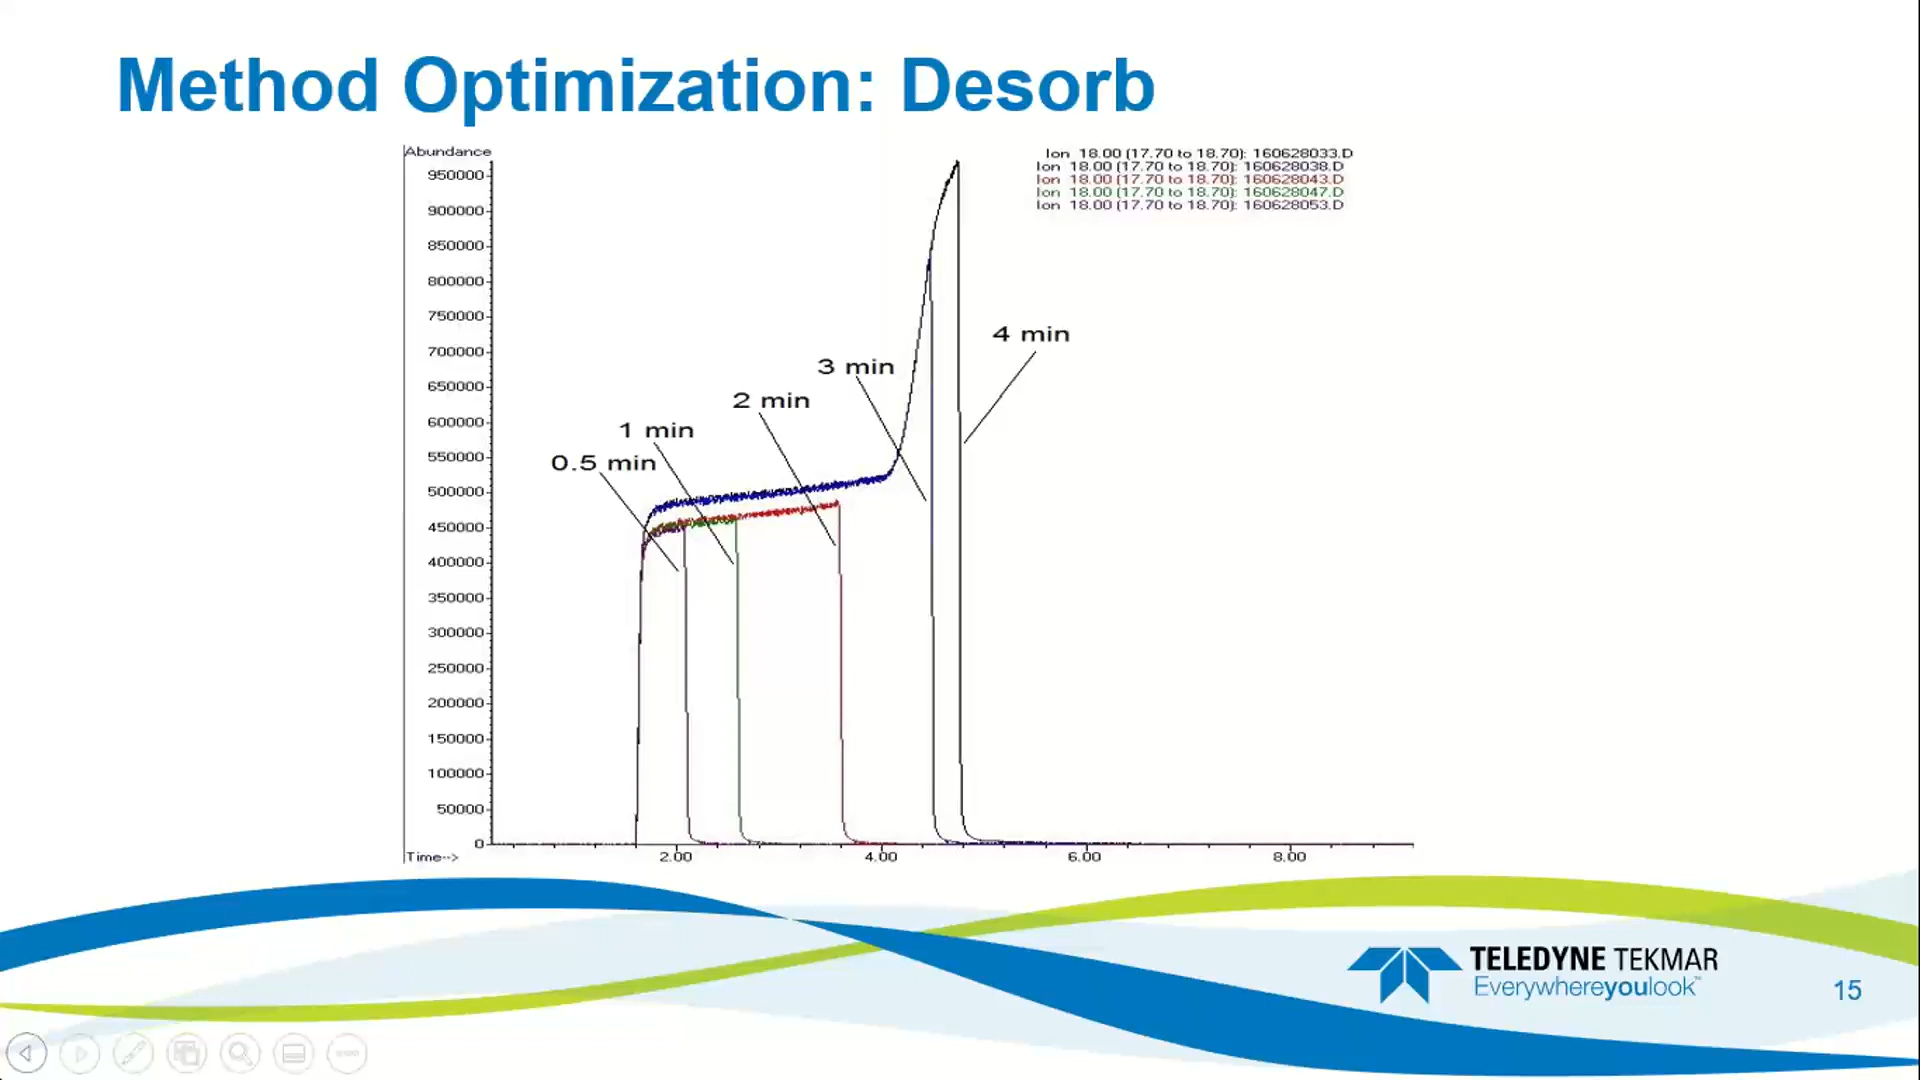 Method Optimization: Desorb
Abundance
Ion 18.00 (17.70 to 18.70): 160628033.D
Ion 18.00 (17.70 to 18.70): 160628038.D
Ion 18.00 (17.70 to 18.70): 160628043.D
Ion 18.00 (17.70 to 18.70): 160628047.D
Ion 18.00 (17.70 to 18.70): 160628053.D
950000
900000
850000
800000
750000
700000
650000
600000
550000
500000
450000
400000
350000
300000
250000
200000
150000
100000
50000
0
4 min
3 min
2 min
1 min
0.5 min
Time-->
2.00
4.00
6.00
8.00
TELEDYNE TEKMAR
Everywhereyoulook™
15